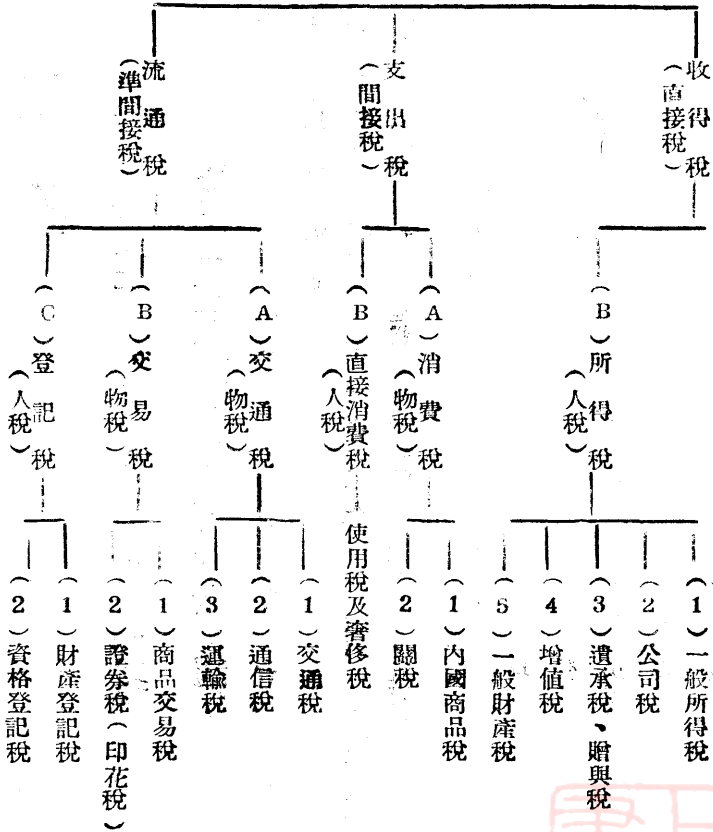 收得稅
（直接稅）
支出稅
（間接稅）
流通稅
（準間接稅）
（B）所得稅
（人稅）
（A）消費稅
（物稅）
（B）直接消費稅
（人稅）
（A）交通稅
（物稅）
（B）交易稅
（物稅）
（C）登記稅
（人稅）
（1）一般所得稅
（2）公司稅
（3）遺承稅、贈與稅
（4）增值稅
（5）一般財產稅
（1）內國商品稅
（2）關稅
使用稅及奢侈稅
（1）交通稅
（2）通信稅
（3）運輸稅
（1）商品交易稅
（2）證券稅（印花稅）
（1）財產登記稅
（2）資格登記稅